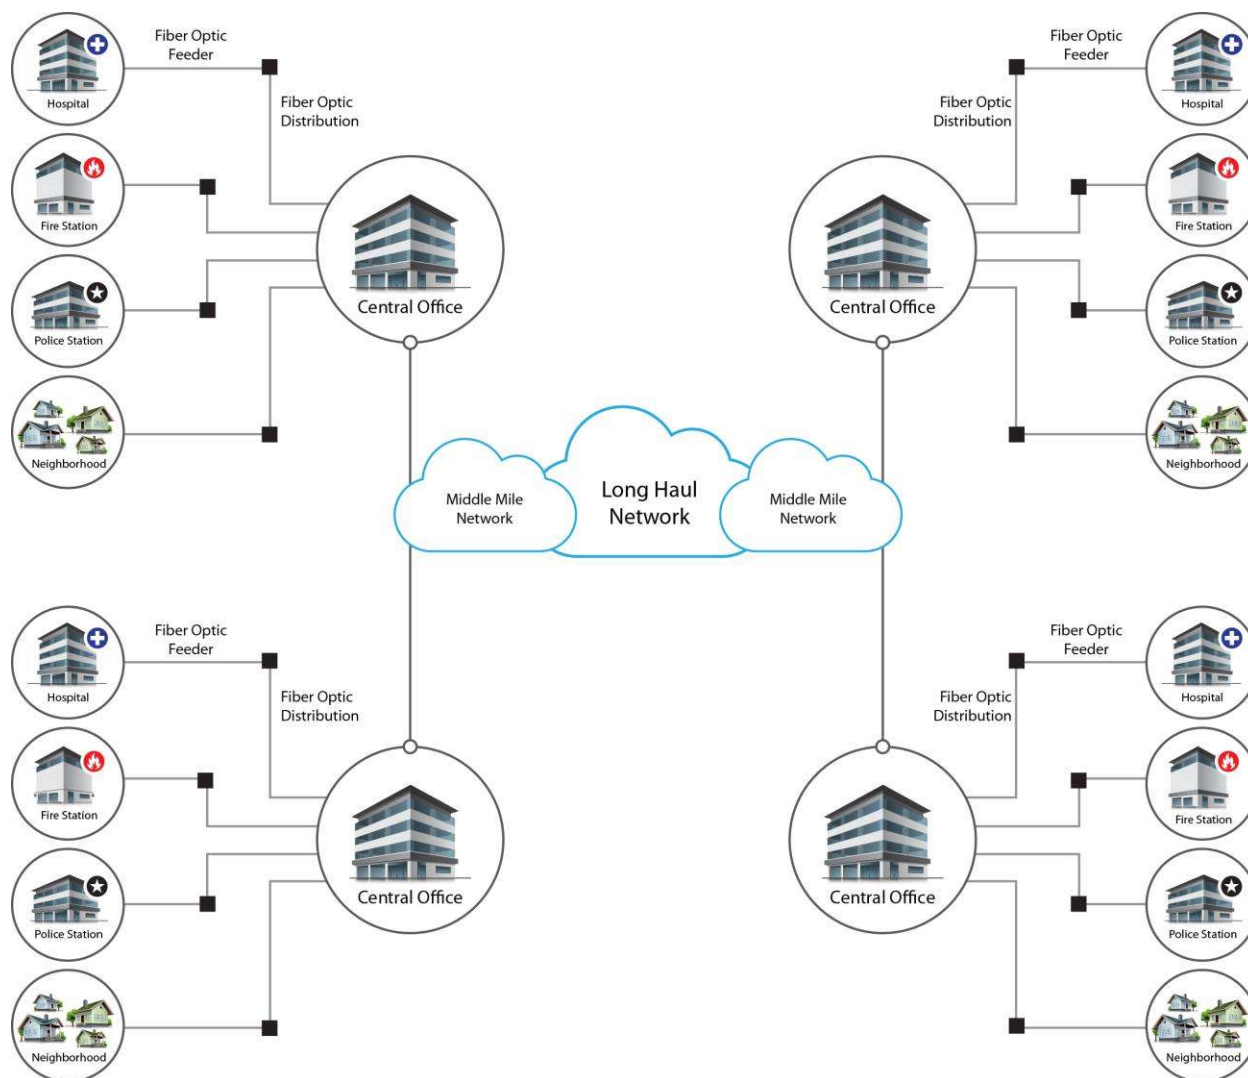 Fiber Optic
Feeder
Hospital
Fiber Optic
Distribution
Fire Station
Police Station
Neighborhood
Central Office
Fiber Optic
Feeder
Hospital
Fiber Optic
Distribution
Fire Station
Police Station
Neighborhood
Central Office
Middle Mile
Network
Long Haul
Network
Middle Mile
Network
Fiber Optic
Feeder
Hospital
Fiber Optic
Distribution
Fire Station
Police Station
Neighborhood
Central Office
Fiber Optic
Feeder
Hospital
Fiber Optic
Distribution
Fire Station
Police Station
Neighborhood
Central Office